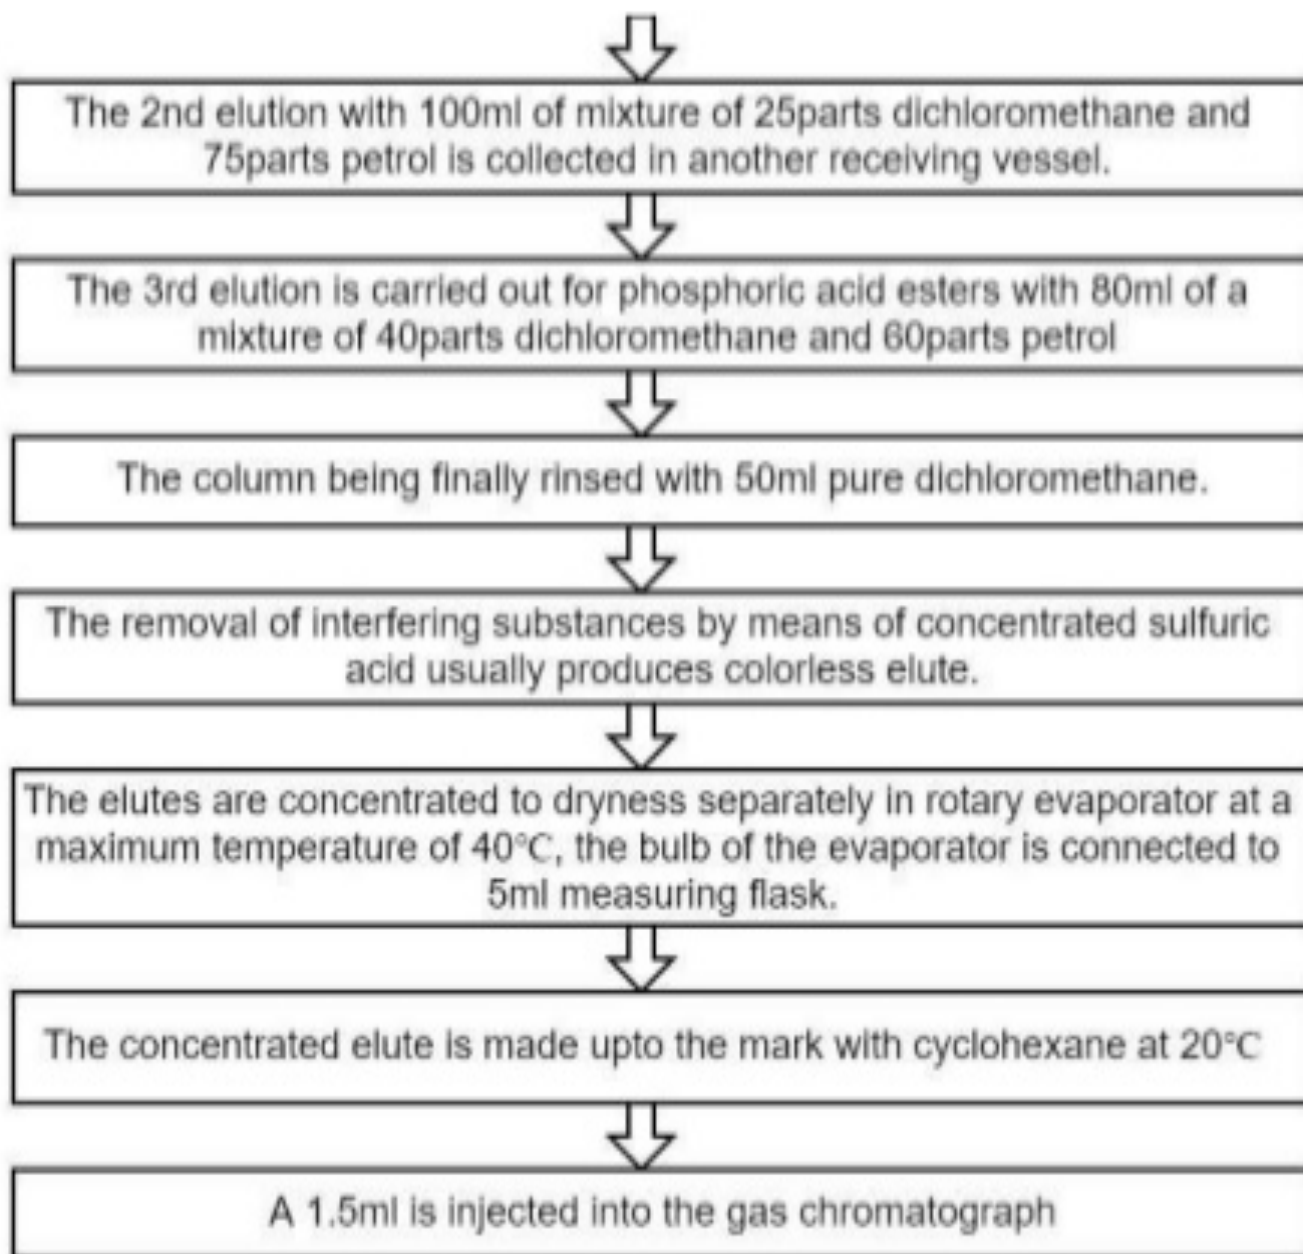 The 2nd elution with 100ml of mixture of 25parts dichloromethane and
75parts petrol is collected in another receiving vessel.
The 3rd elution is carried out for phosphoric acid esters with 80ml of a
mixture of 40parts dichloromethane and 60parts petrol
The column being finally rinsed with 50ml pure dichloromethane.
The removal of interfering substances by means of concentrated sulfuric
acid usually produces colorless elute.
The elutes are concentrated to dryness separately in rotary evaporator at a
maximum temperature of 40°C, the bulb of the evaporator is connected to
5ml measuring flask.
The concentrated elute is made upto the mark with cyclohexane at 20°C
A 1.5ml is injected into the gas chromatograph